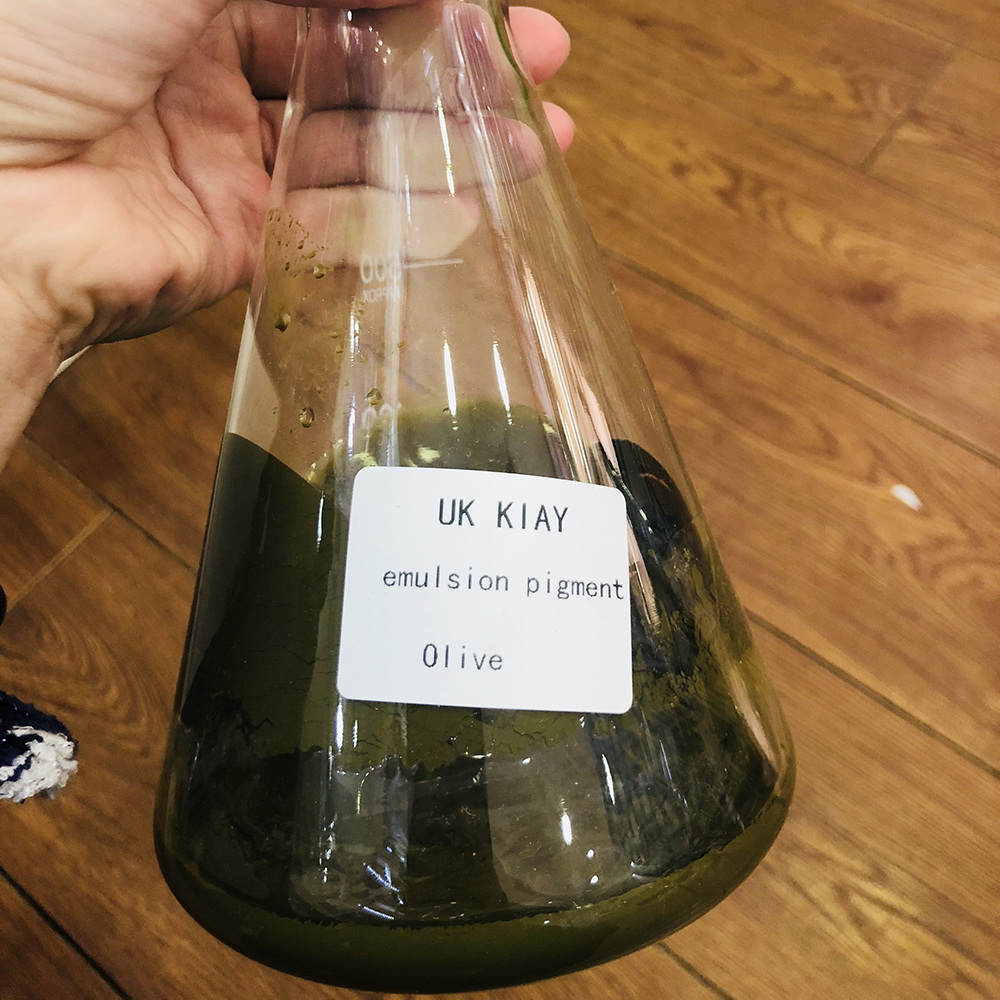 UK KIAY
emulsion pigment
Olive